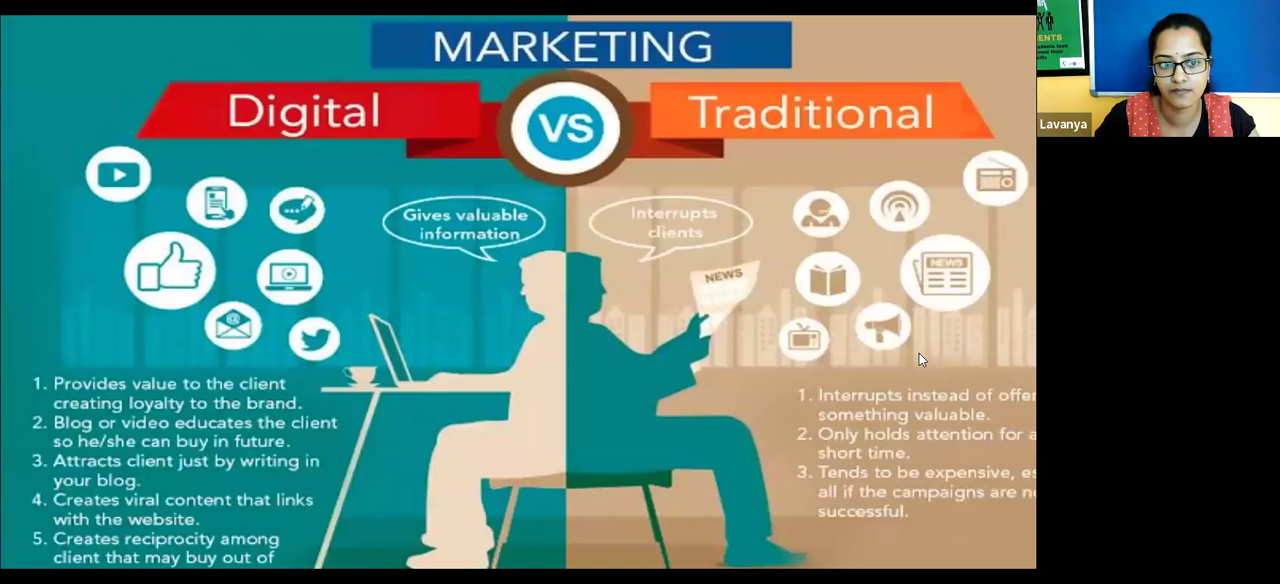 MARKETING
Digital
VS
Traditional
Gives valuable
information
Interrupts
clients
NEWS
NEWS
1. Provides value to the client
creating loyalty to the brand.
2. Blog or video educates the client
so he/she can buy in future.
3. Attracts client just by writing in
your blog.
4. Creates viral content that links
with the website.
5. Creates reciprocity among
client that may buy out of
1. Interrupts instead of offer
something valuable.
2. Only holds attention for a
short time.
3. Tends to be expensive, es
all if the campaigns are no
successful.
ENTS
Lavanya